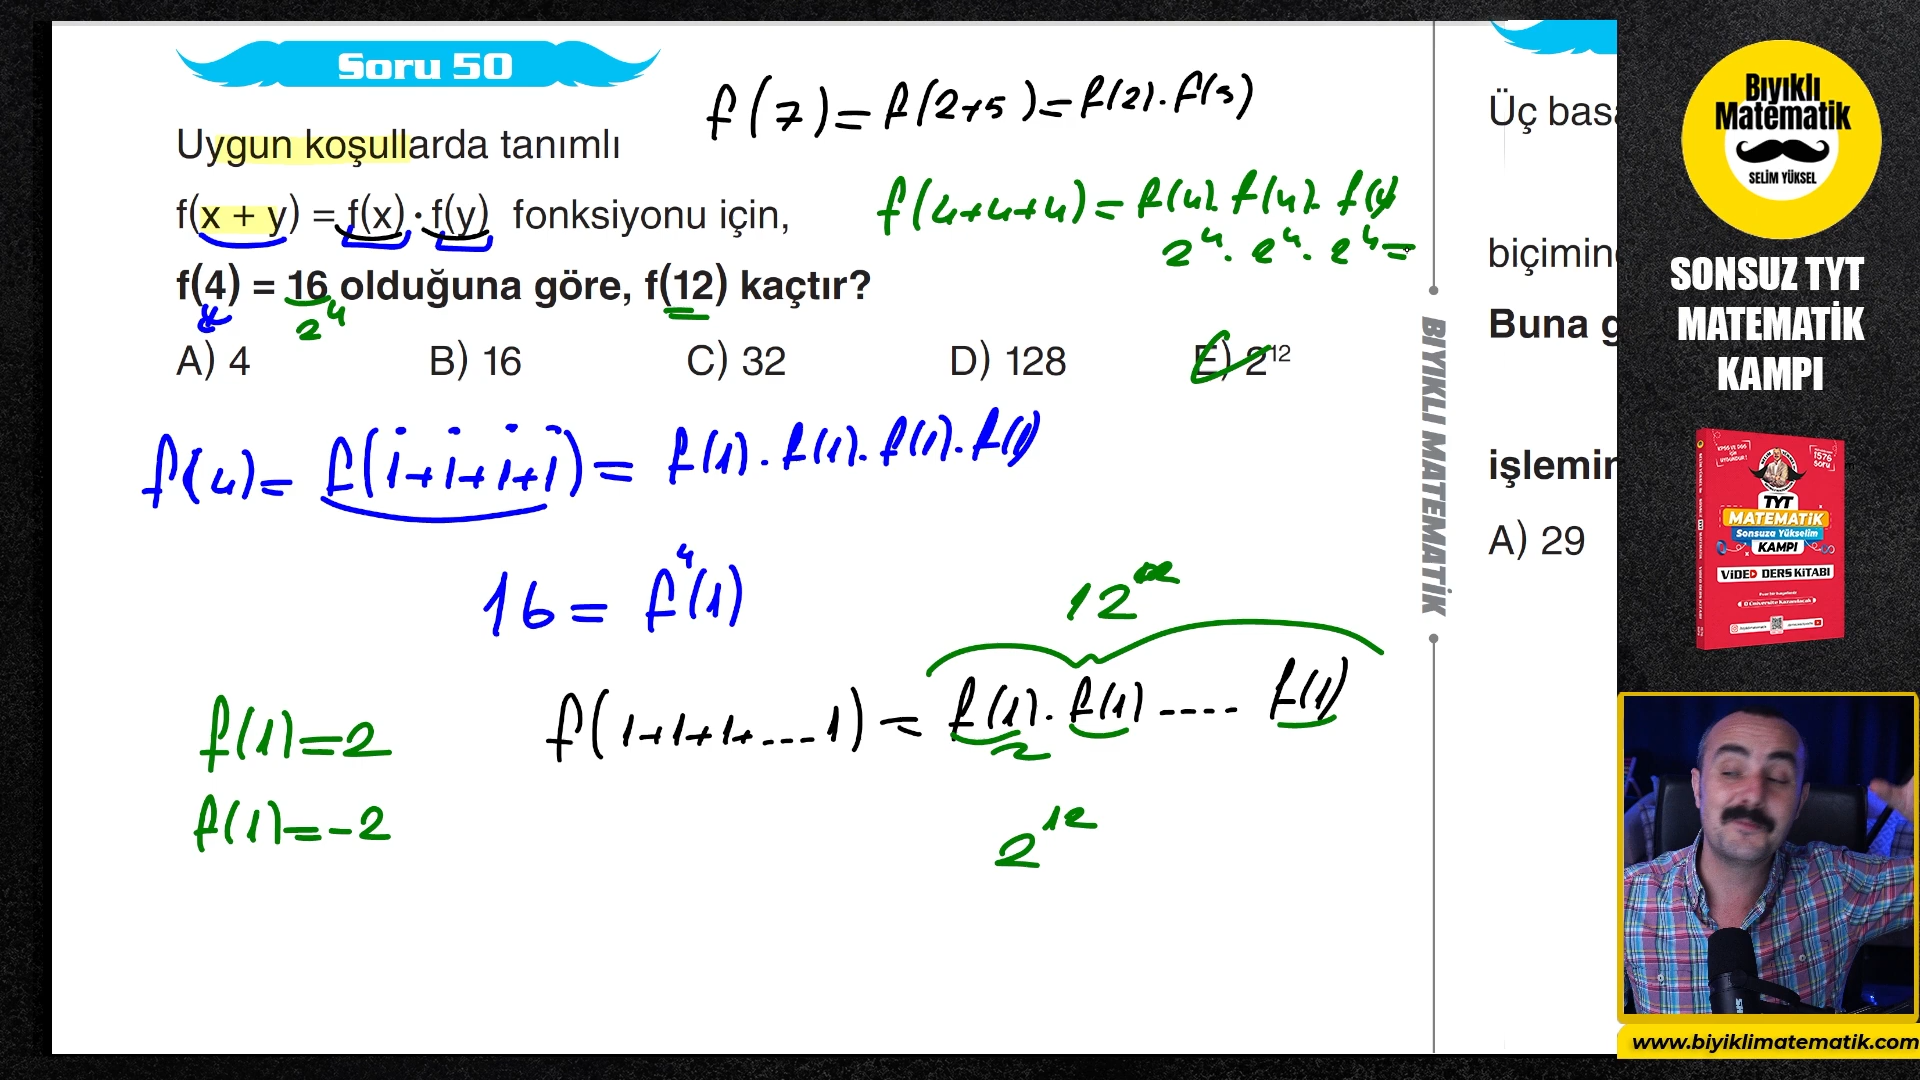 Soru 50
Uygun koşullarda tanımlı
f(x + y) = f(x) · f(y) fonksiyonu için,
f(4) = 16 olduğuna göre, f(12) kaçtır?
2⁴
A) 4 B) 16 C) 32 D) 128 E) 2¹²
f(7) = f(2+5) = f(2). f(5)
f(4+4+4) = f(4). f(4). f(4)
2⁴. 2⁴. 2⁴ =
f(4) = f(1+1+1+1) = f(1). f(1). f(1). f(1)
16 = f⁴(1)
f(1) = 2
f(1) = -2
f(1+1+1+....1) = f(1). f(1) ---- f(1)
2
2¹²
BIYIKLI MATEMATİK
Üç bas
biçimin
Buna g
işlemin
A) 29
Bıyıklı
Matematik
SELİM YÜKSEL
SONSUZ TYT
MATEMATİK
KAMPI
TYT
MATEMATİK
Sonsuza Yükselim
KAMPI
VİDEO DERS KİTABI
1576
www.biyiklimatematik.com